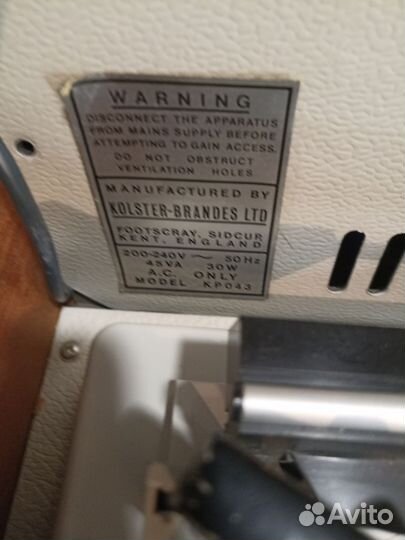 WARNING
DISCONNECT THE APPARATUS
FROM MAINS SUPPLY BEFORE
ATTEMPTING TO GAIN ACCESS.
DO NOT OBSTRUCT
VENTILATION HOLES
MANUFACTURED BY
KOLSTER-BRANDES LTD
FOOTSCRAY, SIDCUP
KENT, ENGLAND
200-240V ~ 50Hz
45VA 30W
A.C. ONLY
MODEL KP043
Avito